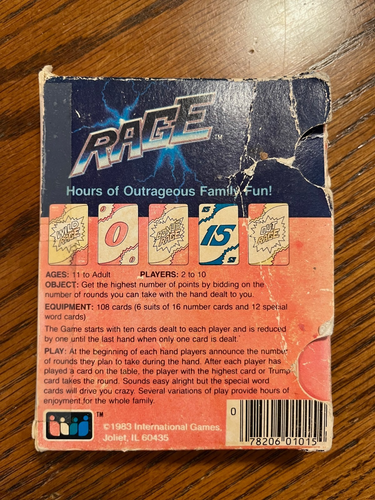 RAGE™
Hours of Outrageous Family Fun!
WILD RAGE
0
BONUS RAGE
15
OUT RAGE
AGES: 11 to Adult PLAYERS: 2 to 10
OBJECT: Get the highest number of points by bidding on the
number of rounds you can take with the hand dealt to you.
EQUIPMENT: 108 cards (6 suits of 16 number cards and 12 special
word cards)
The Game starts with ten cards dealt to each player and is reduced
by one until the last hand when only one card is dealt.
PLAY: At the beginning of each hand players announce the number
of rounds they plan to take during the hand. After each player has
played a card on the table, the player with the highest card or Trump
card takes the round. Sounds easy alright but the special word
cards will drive you crazy. Several variations of play provide hours of
enjoyment for the whole family.
TM
©1983 International Games,
Joliet, IL 60435
0
78206 01015